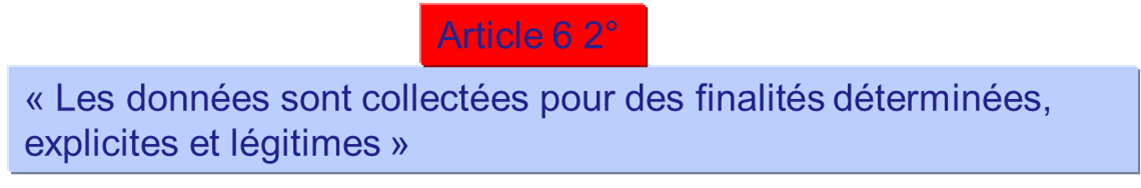 Article 6 2°
« Les données sont collectées pour des finalités déterminées,
explicites et légitimes »